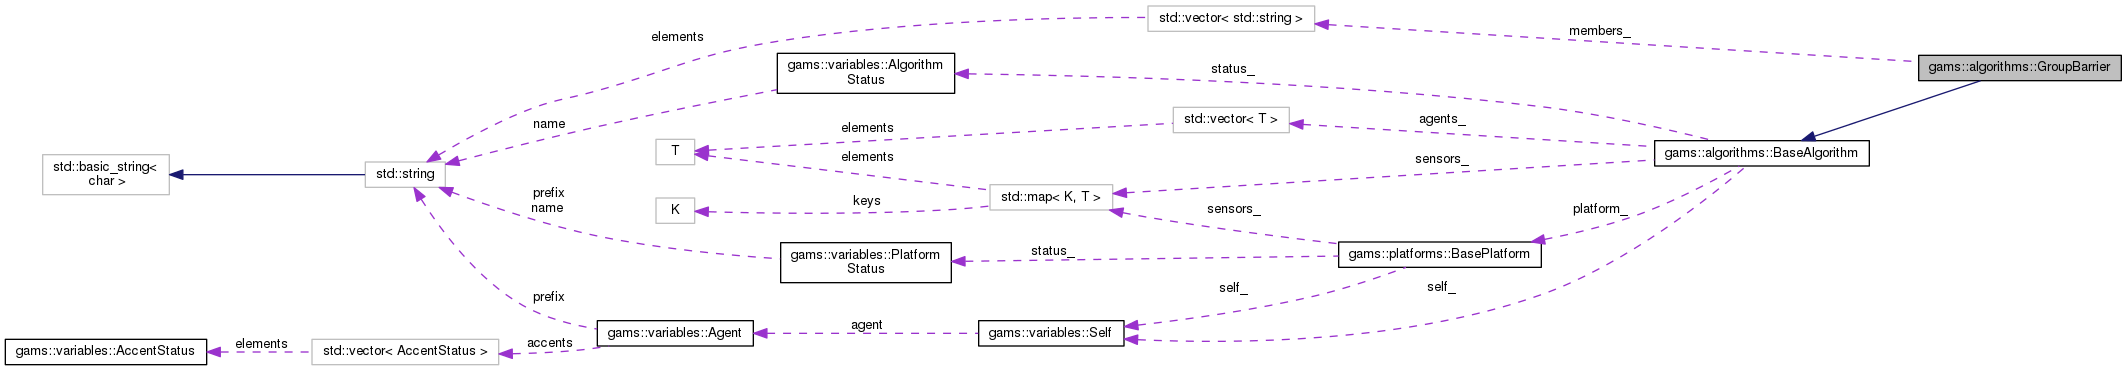 std::vector< std::string >
members_
elements
gams::algorithms::GroupBarrier
gams::variables::Algorithm
Status
status_
name
std::vector< T >
agents_
elements
T
elements
gams::algorithms::BaseAlgorithm
sensors_
std::basic_string<
char >
std::string
prefix
name
std::map< K, T >
keys
K
sensors_
platform_
gams::variables::Platform
Status
status_
gams::platforms::BasePlatform
self_
self_
prefix
gams::variables::Agent
agent
gams::variables::Self
accents
gams::variables::AccentStatus
elements
std::vector< AccentStatus >